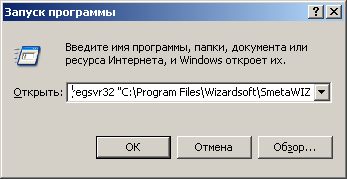 Запуск программы
Введите имя программы, папки, документа или
ресурса Интернета, и Windows откроет их.
Открыть: egsvr32 "C:\Program Files\Wizardsoft\SmetaWIZ
ОК Отмена Обзор...